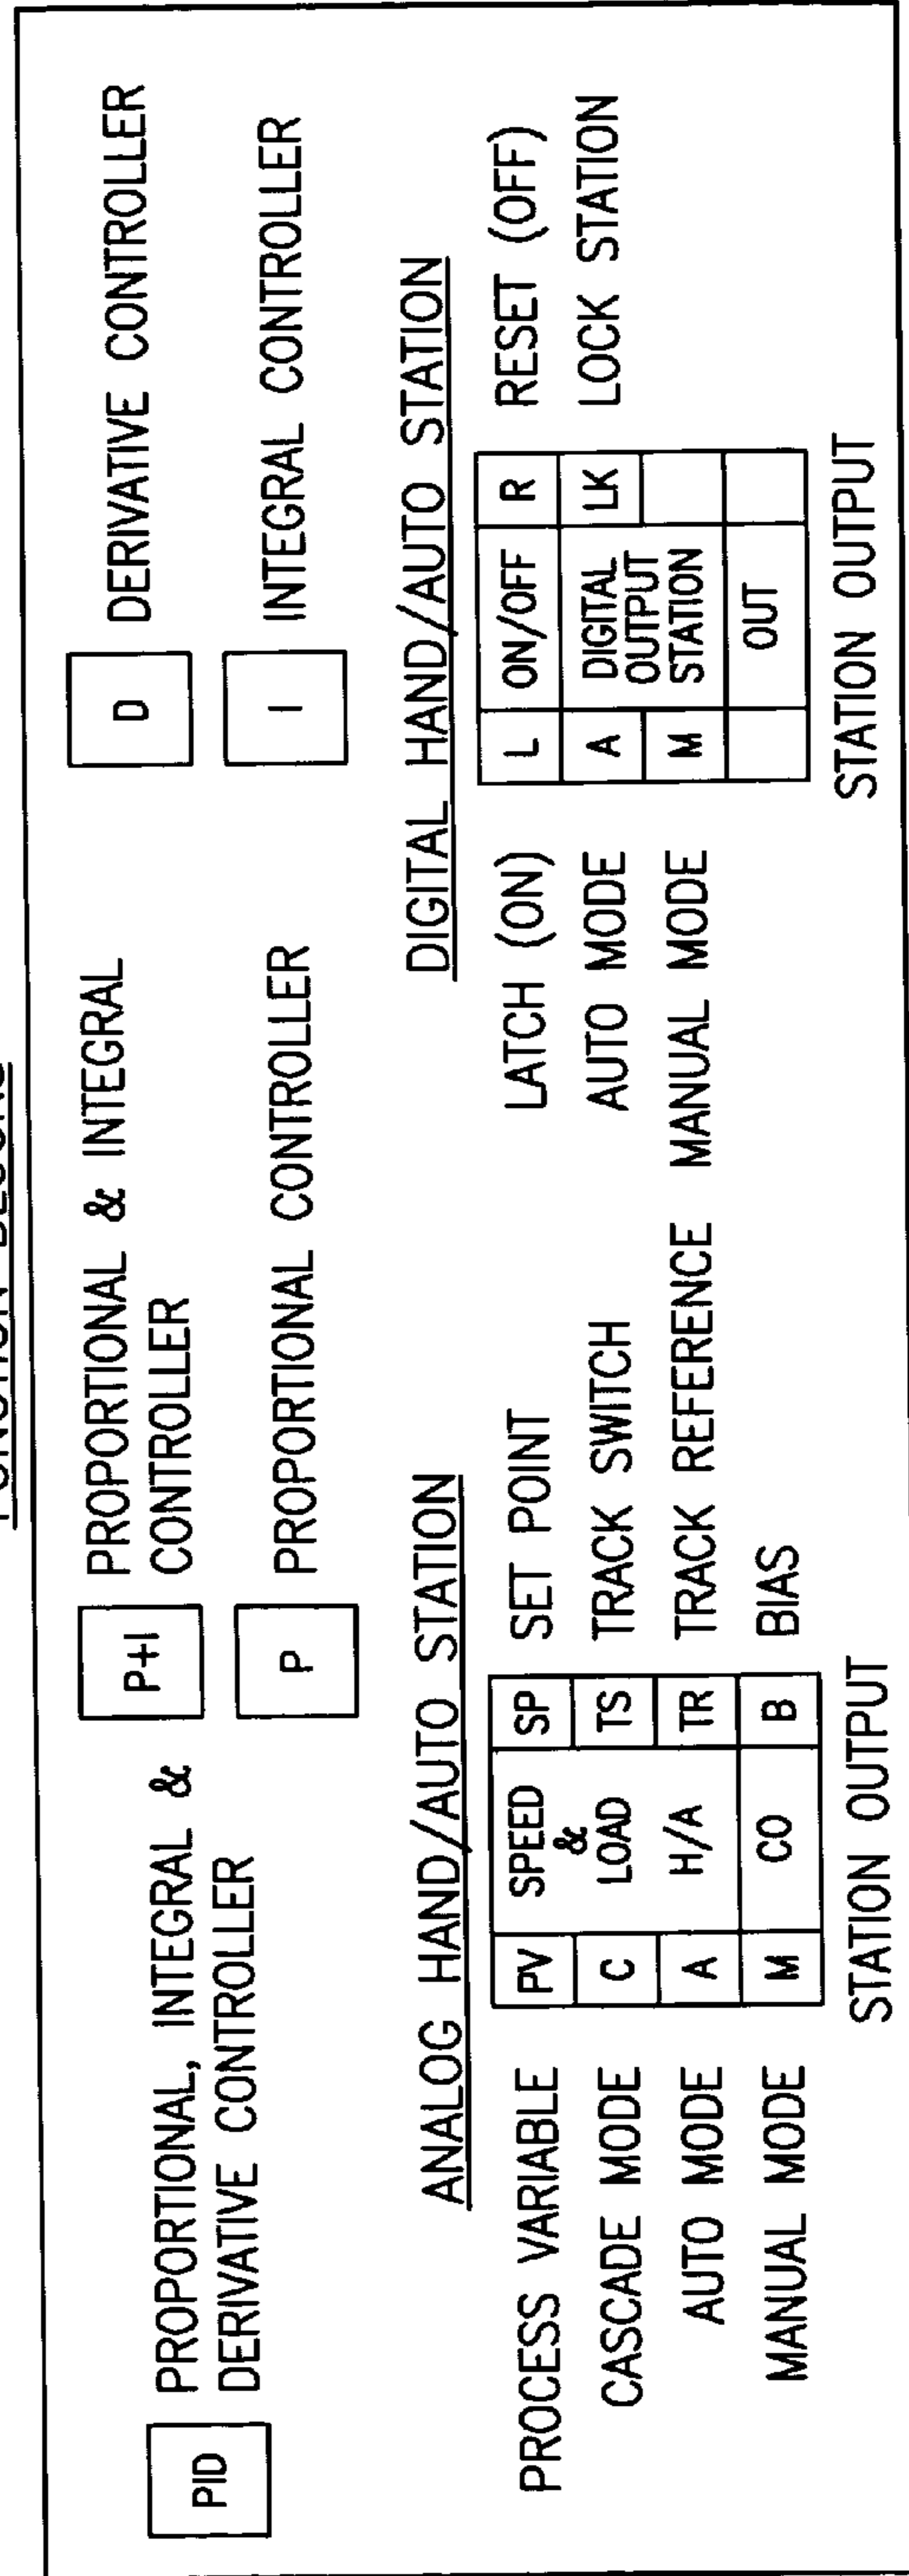 PID
PROPORTIONAL, INTEGRAL &
DERIVATIVE CONTROLLER
P+I
PROPORTIONAL & INTEGRAL
CONTROLLER
P
PROPORTIONAL CONTROLLER
D
DERIVATIVE CONTROLLER
I
INTEGRAL CONTROLLER
ANALOG HAND/AUTO STATION
PROCESS VARIABLE
CASCADE MODE
AUTO MODE
MANUAL MODE
PV
C
A
M
SPEED
&
LOAD
H/A
CO
SP
TS
TR
B
SET POINT
TRACK SWITCH
TRACK REFERENCE
BIAS
STATION OUTPUT
DIGITAL HAND/AUTO STATION
LATCH (ON)
AUTO MODE
MANUAL MODE
L
A
M
ON/OFF
DIGITAL
OUTPUT
STATION
OUT
R
LK
RESET (OFF)
LOCK STATION
STATION OUTPUT